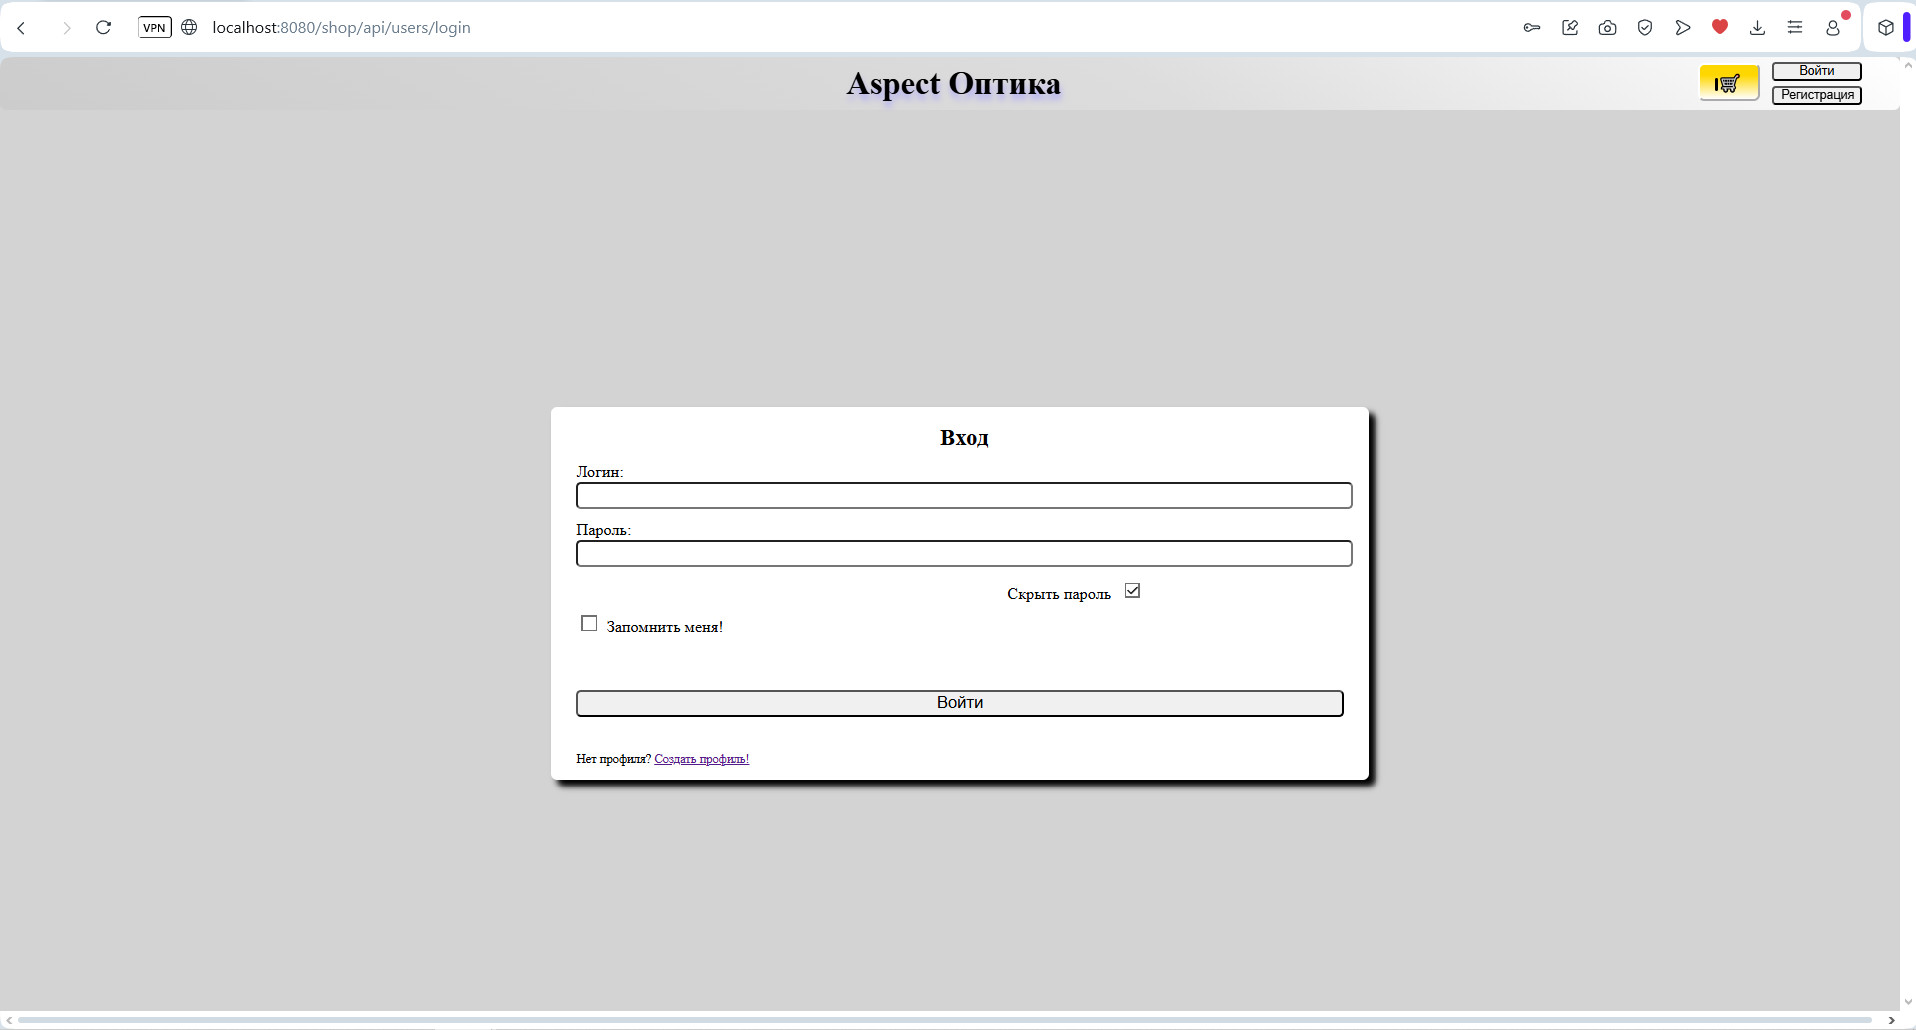 VPN localhost:8080/shop/api/users/login
Aspect Оптика
Войти
Регистрация
Вход
Логин:
Пароль:
Скрыть пароль
Запомнить меня!
Войти
Нет профиля? Создать профиль!